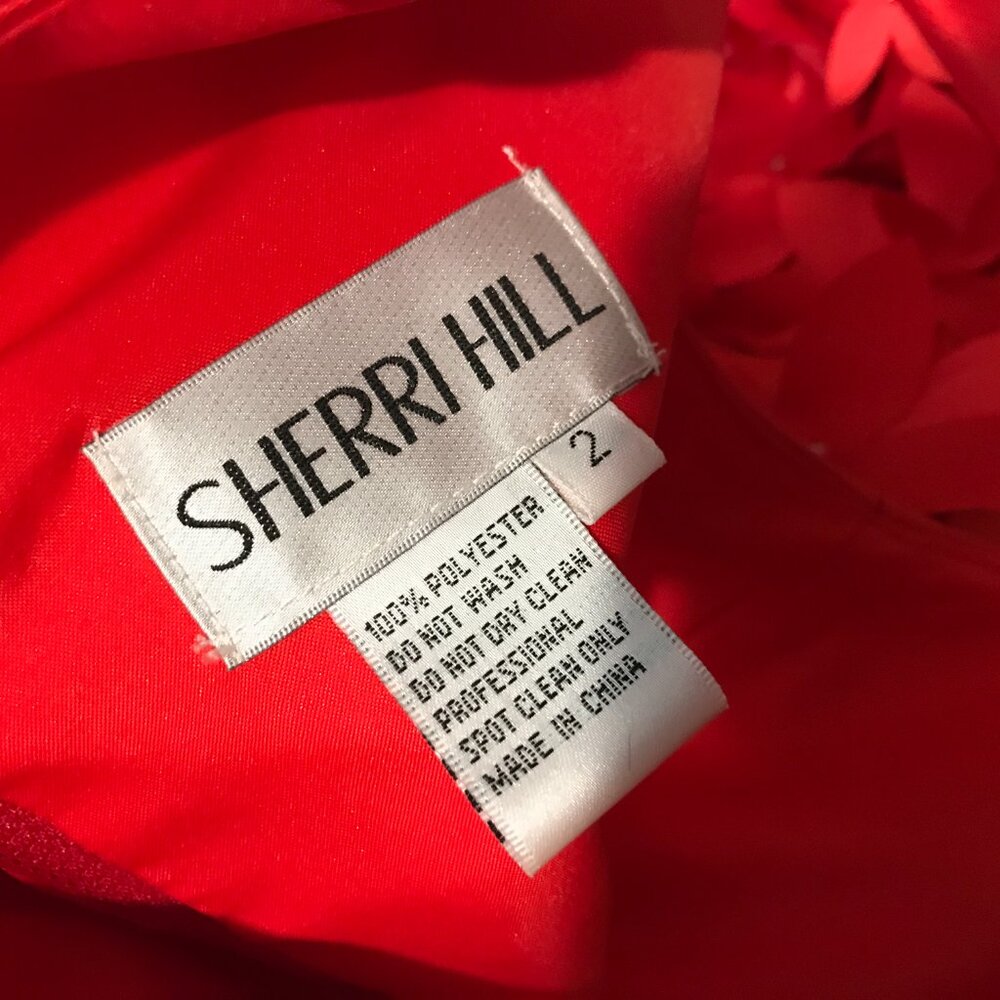 SHERRI HILL
2
100% POLYESTER
DO NOT WASH
DO NOT DRY CLEAN
PROFESSIONAL
SPOT CLEAN ONLY
MADE IN CHINA